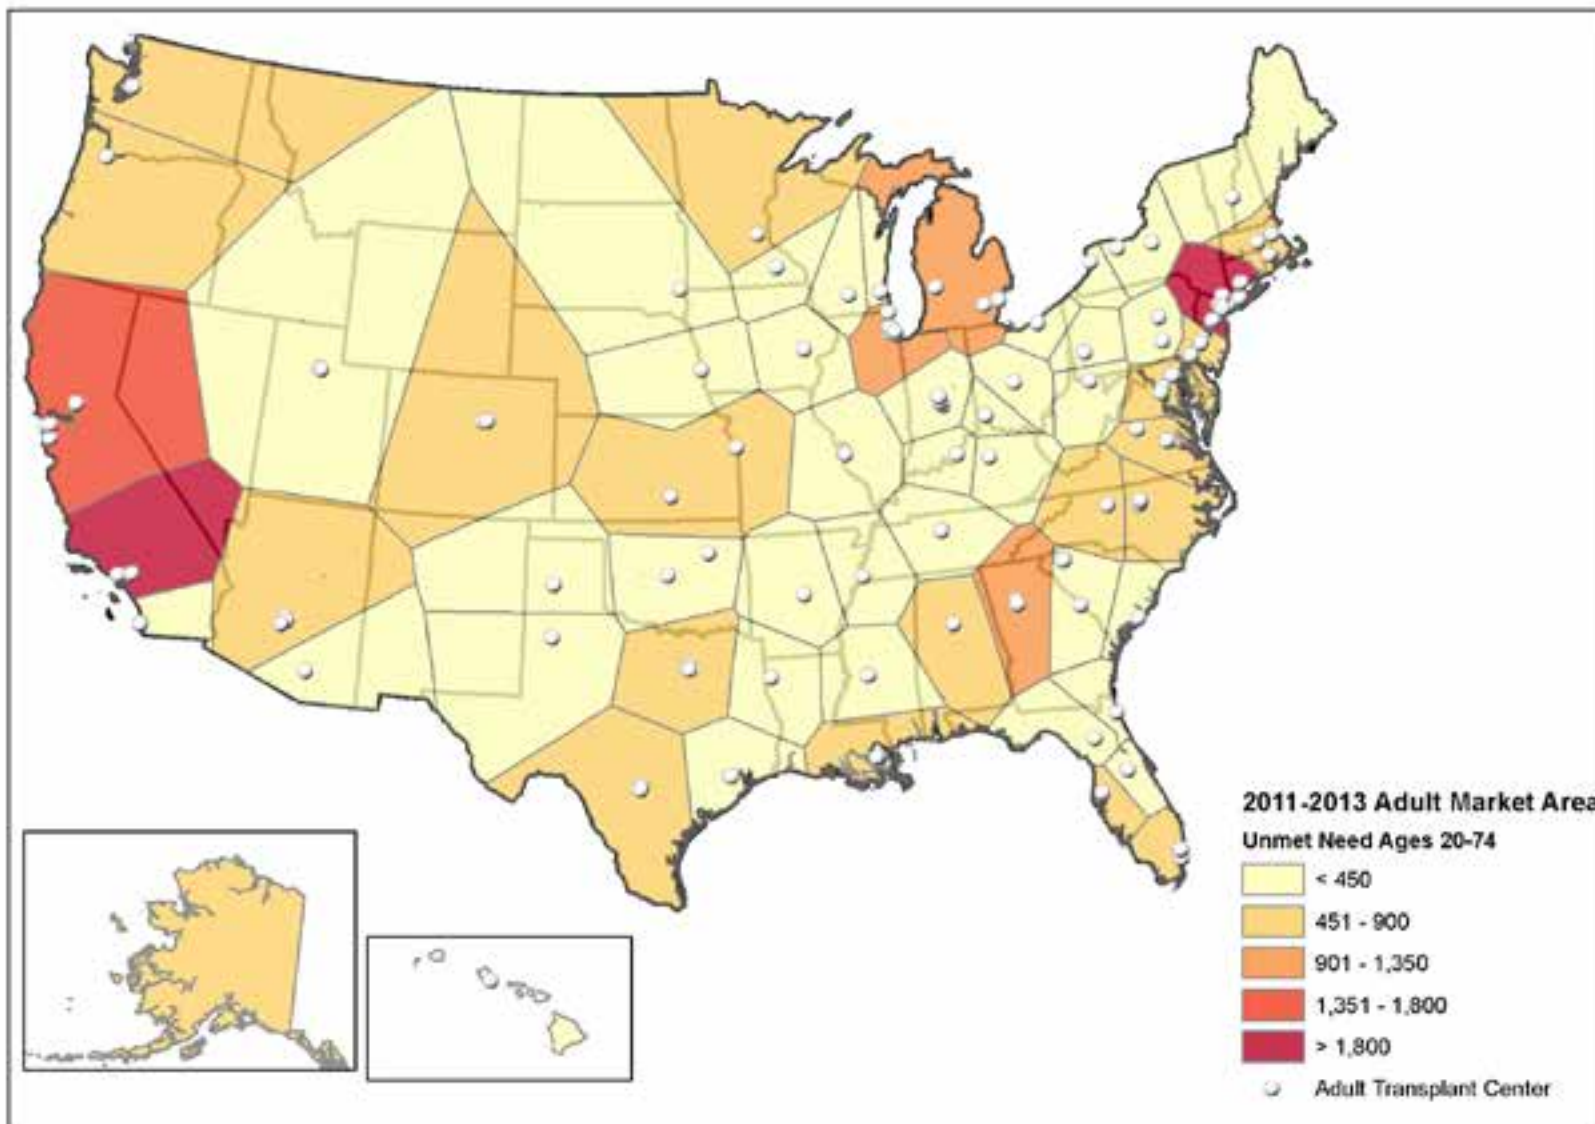 2011-2013 Adult Market Area
Unmet Need Ages 20-74
< 450
451 - 900
901 - 1,350
1,351 - 1,800
> 1,800
Adult Transplant Center